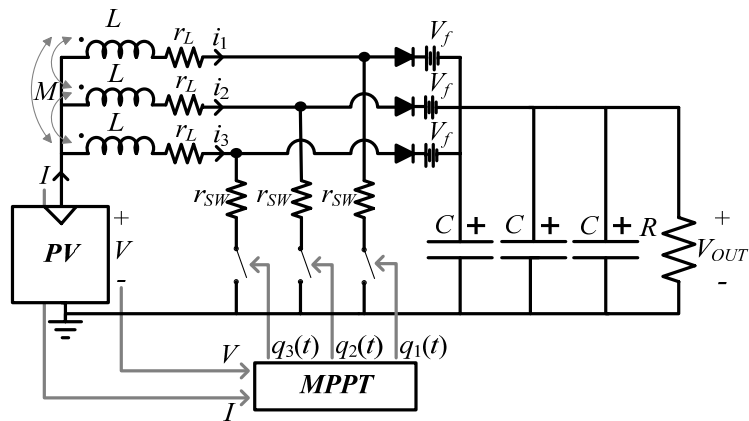 L r_L i_1 V_f
M L r_L i_2 V_f
L r_L i_3 V_f
I
r_SW r_SW r_SW
PV + V -
C + C + C + R + V_OUT -
q_3(t) q_2(t) q_1(t)
V
MPPT
I